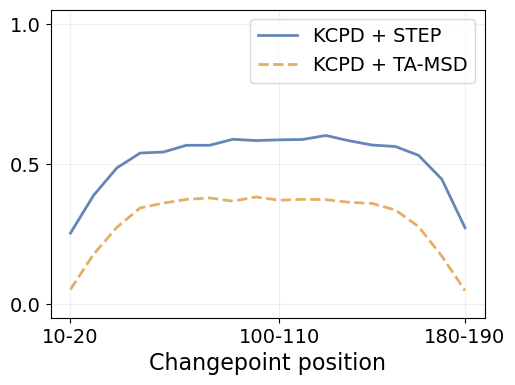 KCPD + STEP
KCPD + TA-MSD
1.0
0.5
0.0
10-20 100-110 180-190
Changepoint position